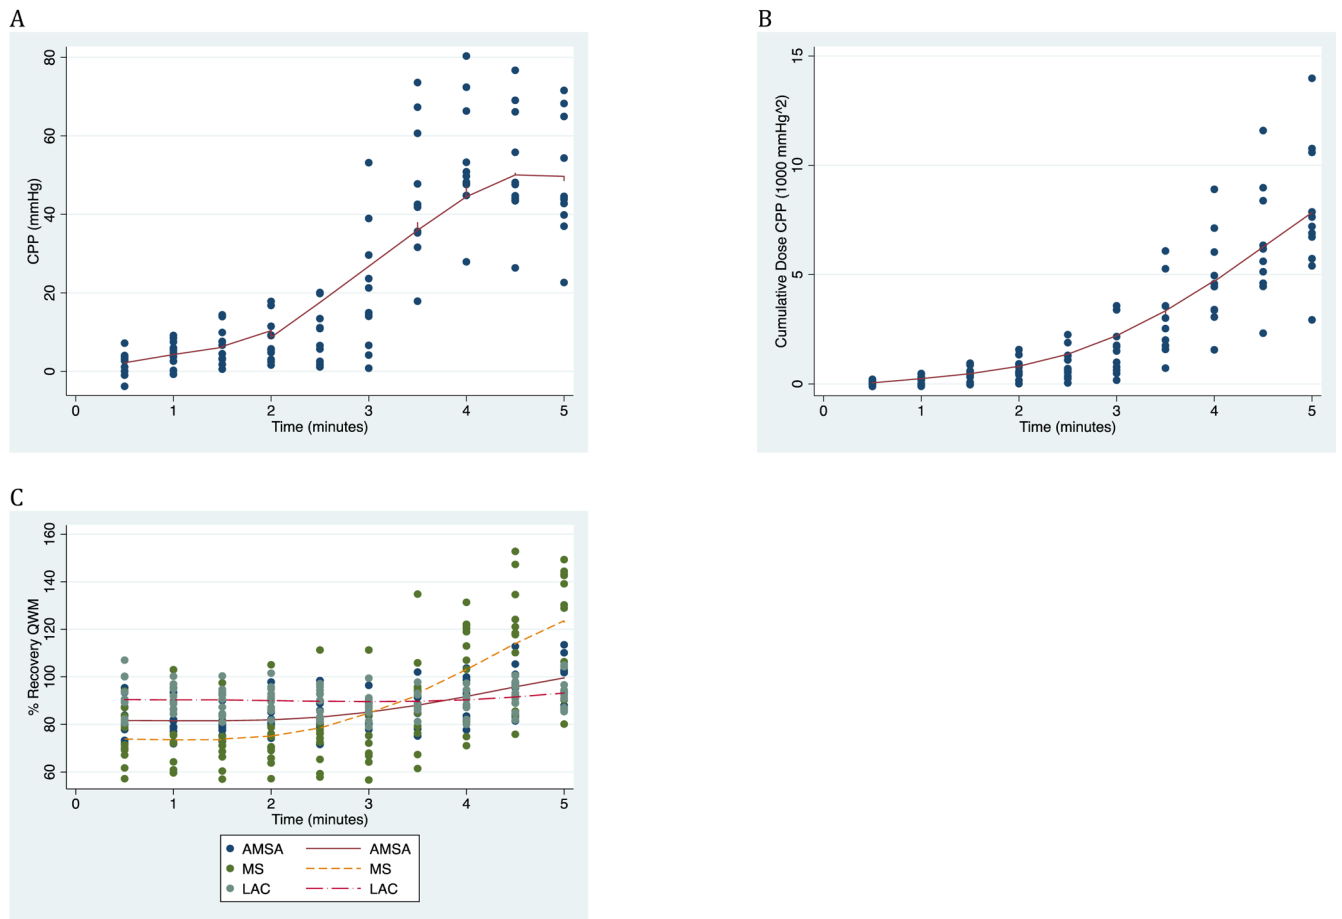 A
CPP (mmHg)
80
60
40
20
0
0 1 2 3 4 5
Time (minutes)
B
Cumulative Dose CPP (1000 mmHg^2)
15
10
5
0
0 1 2 3 4 5
Time (minutes)
C
% Recovery QWM
160
140
120
100
80
60
0 1 2 3 4 5
Time (minutes)
AMSA AMSA
MS MS
LAC LAC